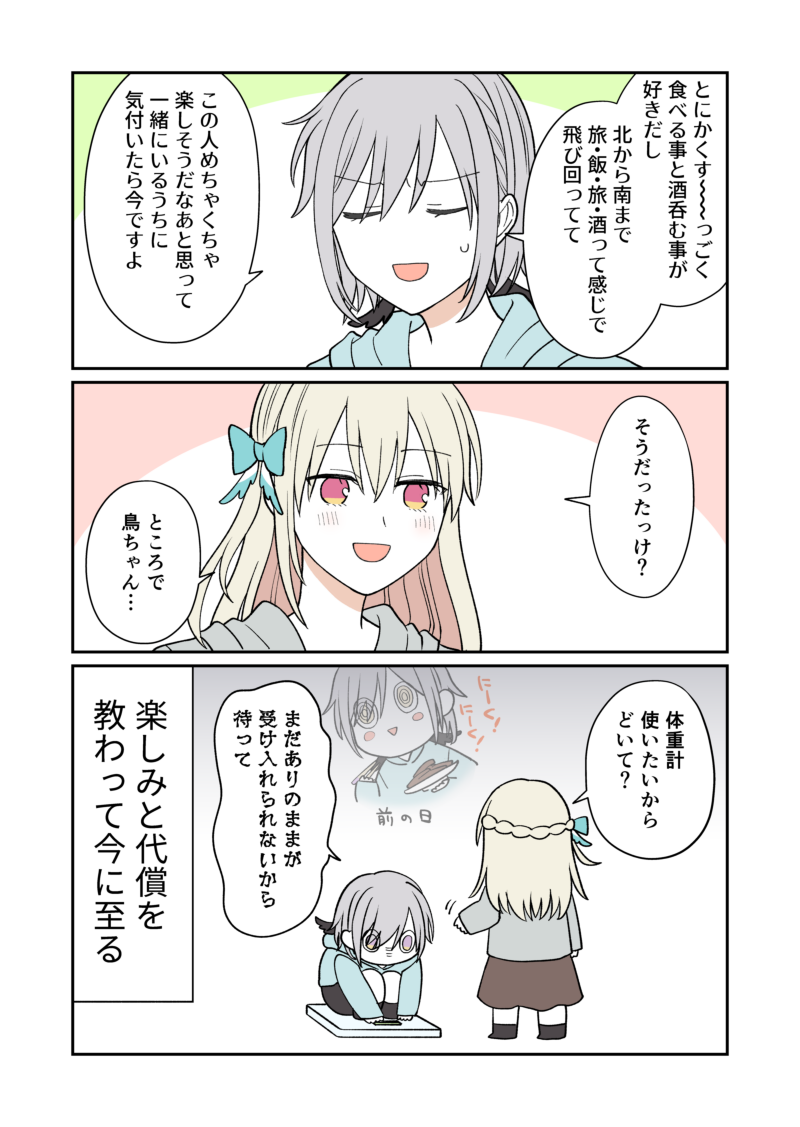 とにかくす〜〜〜っごく
食べる事と酒呑む事が
好きだし
北から南まで
旅・飯・旅・酒って感じで
飛び回ってて
この人めちゃくちゃ
楽しそうだなあと思って
一緒にいるうちに
気付いたら今ですよ
そうだったっけ？
ところで
鳥ちゃん…
体重計
使いたいから
どいて？
にーく！
にーく！
前の日
まだありのままが
受け入れられないから
待って
楽しみと代償を
教わって今に至る